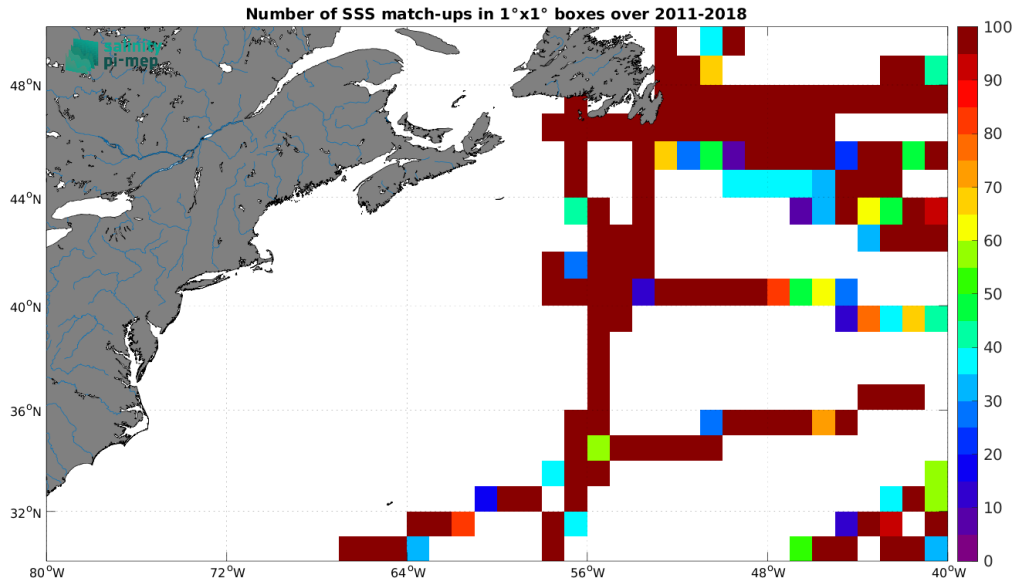 Number of SSS match-ups in 1°x1° boxes over 2011-2018
salinity
pi-mep
48°N
44°N
40°N
36°N
32°N
80°W 72°W 64°W 56°W 48°W 40°W
100
90
80
70
60
50
40
30
20
10
0